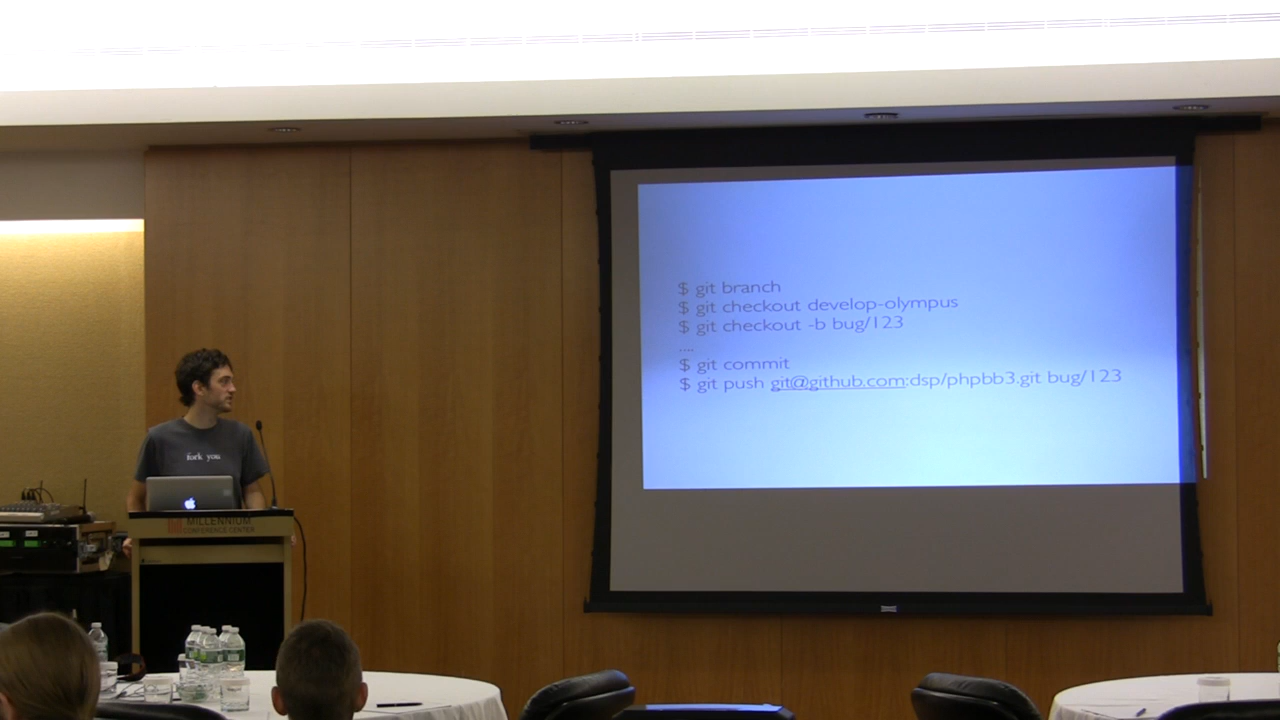 $ git branch
$ git checkout develop-olympus
$ git checkout -b bug/123
....
$ git commit
$ git push git@github.com:dsp/phpbb3.git bug/123
fork you
MILLENNIUM
CONFERENCE CENTER